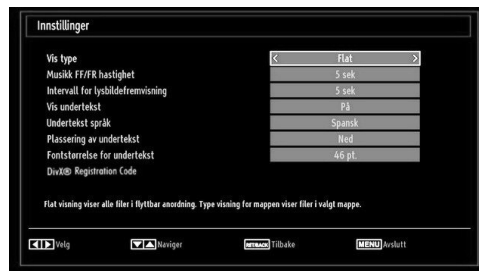 Innstillinger
Vis type Flat
Musikk FF/FR hastighet 5 sek
Intervall for lysbildefremvisning 5 sek
Vis undertekst På
Undertekst språk Spansk
Plassering av undertekst Ned
Fontstørrelse for undertekst 46 pt.
DivX® Registration Code
Flat visning viser alle filer i flyttbar anordning. Type visning for mappen viser filer i valgt mappe.
Velg Naviger RET/BACK Tilbake MENU Avslutt